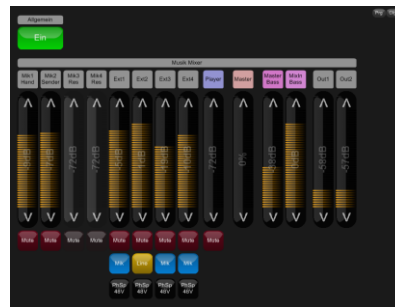 Allgemein
Ein
Musik Mixer
Mik1 Hand
Mik2 Sender
Mik3 Res
Mik4 Res
Ext1
Ext2
Ext3
Ext4
Player
Master
Master Bass
Main Bass
Out1
Out2
-72dB
-72dB
-72dB
0%
-58dB
-57dB
Mute
Mute
Mute
Mute
Mute
Mute
Mute
Mute
Mute
Mik
Line
Mik
Mik
PhSp 48V
PhSp 48V
PhSp 48V
PhSp 48V